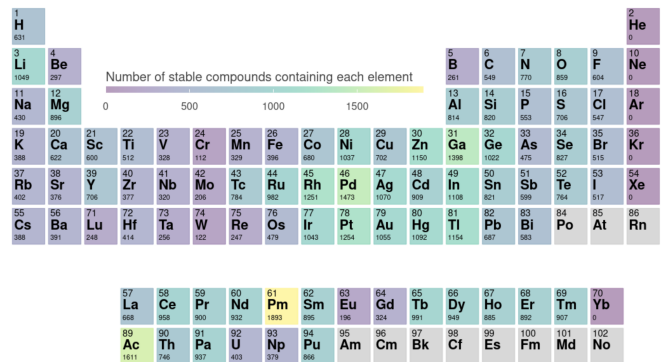 1 2
H He
631 0
3 4 5 6 7 8 9 10
Li Be B C N O F Ne
1049 297 261 549 770 859 604 0
Number of stable compounds containing each element
11 12 13 14 15 16 17 18
Na Mg Al Si P S Cl Ar
430 896 814 820 553 706 547 0
0 500 1000 1500
19 20 21 22 23 24 25 26 27 28 29 30 31 32 33 34 35 36
K Ca Sc Ti V Cr Mn Fe Co Ni Cu Zn Ga Ge As Se Br Kr
388 622 600 512 328 112 329 396 680 1037 702 1150 1398 1022 475 827 515 0
37 38 39 40 41 42 43 44 45 46 47 48 49 50 51 52 53 54
Rb Sr Y Zr Nb Mo Tc Ru Rh Pd Ag Cd In Sn Sb Te I Xe
402 376 706 377 320 206 784 982 1251 1473 1070 909 1108 821 599 764 517 0
55 56 71 72 73 74 75 76 77 78 79 80 81 82 83 84 85 86
Cs Ba Lu Hf Ta W Re Os Ir Pt Au Hg Tl Pb Bi Po At Rn
388 391 248 414 256 122 247 479 1043 1254 1055 1092 1154 687 583
57 58 59 60 61 62 63 64 65 66 67 68 69 70
La Ce Pr Nd Pm Sm Eu Gd Tb Dy Ho Er Tm Yb
668 958 900 932 1893 895 196 324 991 949 885 892 907 0
89 90 91 92 93 94 95 96 97 98 99 100 101 102
Ac Th Pa U Np Pu Am Cm Bk Cf Es Fm Md No
1611 746 937 403 379 866